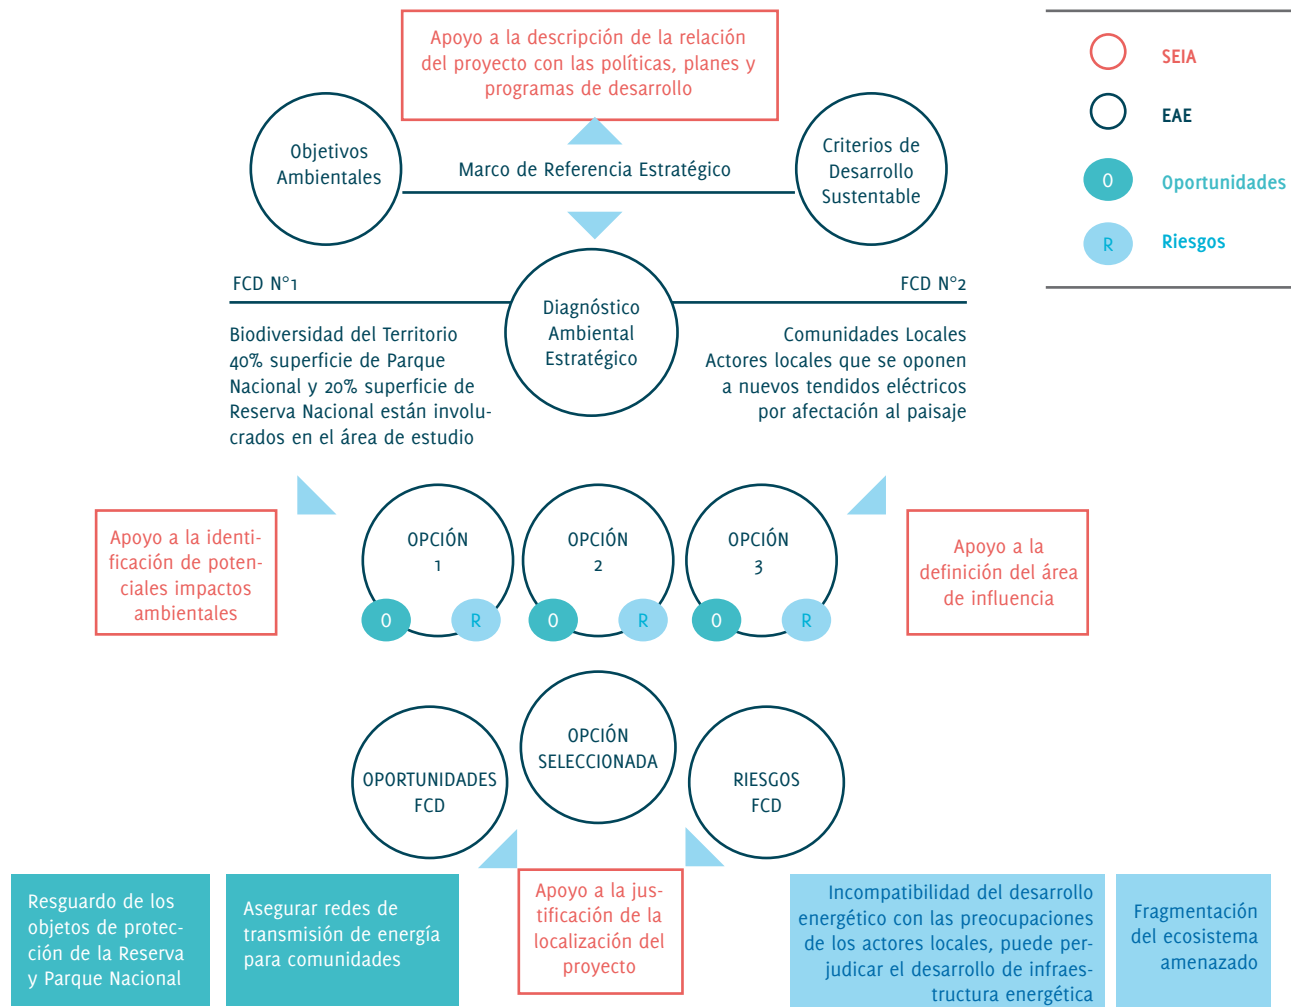 Apoyo a la descripción de la relación
del proyecto con las políticas, planes y
programas de desarrollo
SEIA
EAE
O
Oportunidades
R
Riesgos
Objetivos
Ambientales
Marco de Referencia Estratégico
Criterios de
Desarrollo
Sustentable
FCD N°1
FCD N°2
Diagnóstico
Ambiental
Estratégico
Biodiversidad del Territorio
40% superficie de Parque
Nacional y 20% superficie de
Reserva Nacional están involu-
crados en el área de estudio
Comunidades Locales
Actores locales que se oponen
a nuevos tendidos eléctricos
por afectación al paisaje
Apoyo a la identi-
ficación de poten-
ciales impactos
ambientales
OPCIÓN
1
O
R
OPCIÓN
2
O
R
OPCIÓN
3
O
R
Apoyo a la
definición del área
de influencia
OPORTUNIDADES
FCD
OPCIÓN
SELECCIONADA
RIESGOS
FCD
Resguardo de los
objetos de protec-
ción de la Reserva
y Parque Nacional
Asegurar redes de
transmisión de energía
para comunidades
Apoyo a la jus-
tificación de la
localización del
proyecto
Incompatibilidad del desarrollo
energético con las preocupaciones
de los actores locales, puede per-
judicar el desarrollo de infraes-
tructura energética
Fragmentación
del ecosistema
amenazado